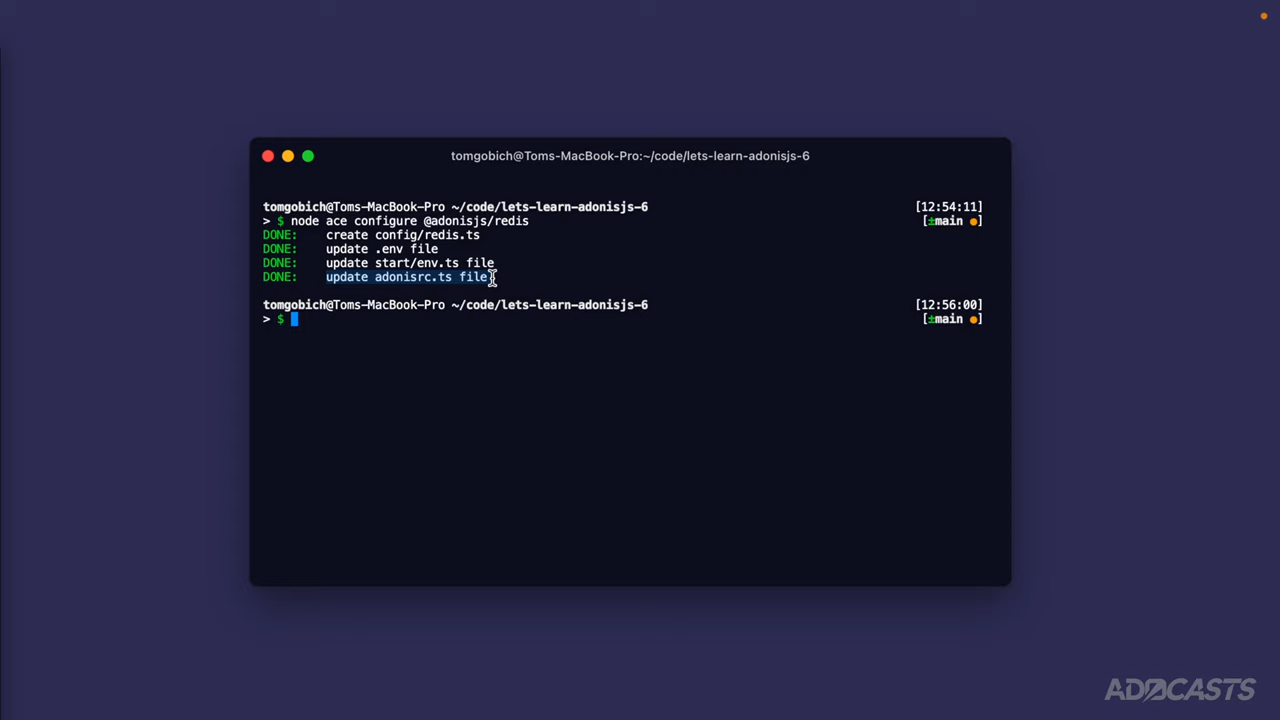 tomgobich@Toms-MacBook-Pro:~/code/lets-learn-adonisjs-6
tomgobich@Toms-MacBook-Pro ~/code/lets-learn-adonisjs-6 [12:54:11]
> $ node ace configure @adonisjs/redis [±main ●]
DONE: create config/redis.ts
DONE: update .env file
DONE: update start/env.ts file
DONE: update adonisrc.ts file
tomgobich@Toms-MacBook-Pro ~/code/lets-learn-adonisjs-6 [12:56:00]
> $ [±main ●]
ADOCASTS